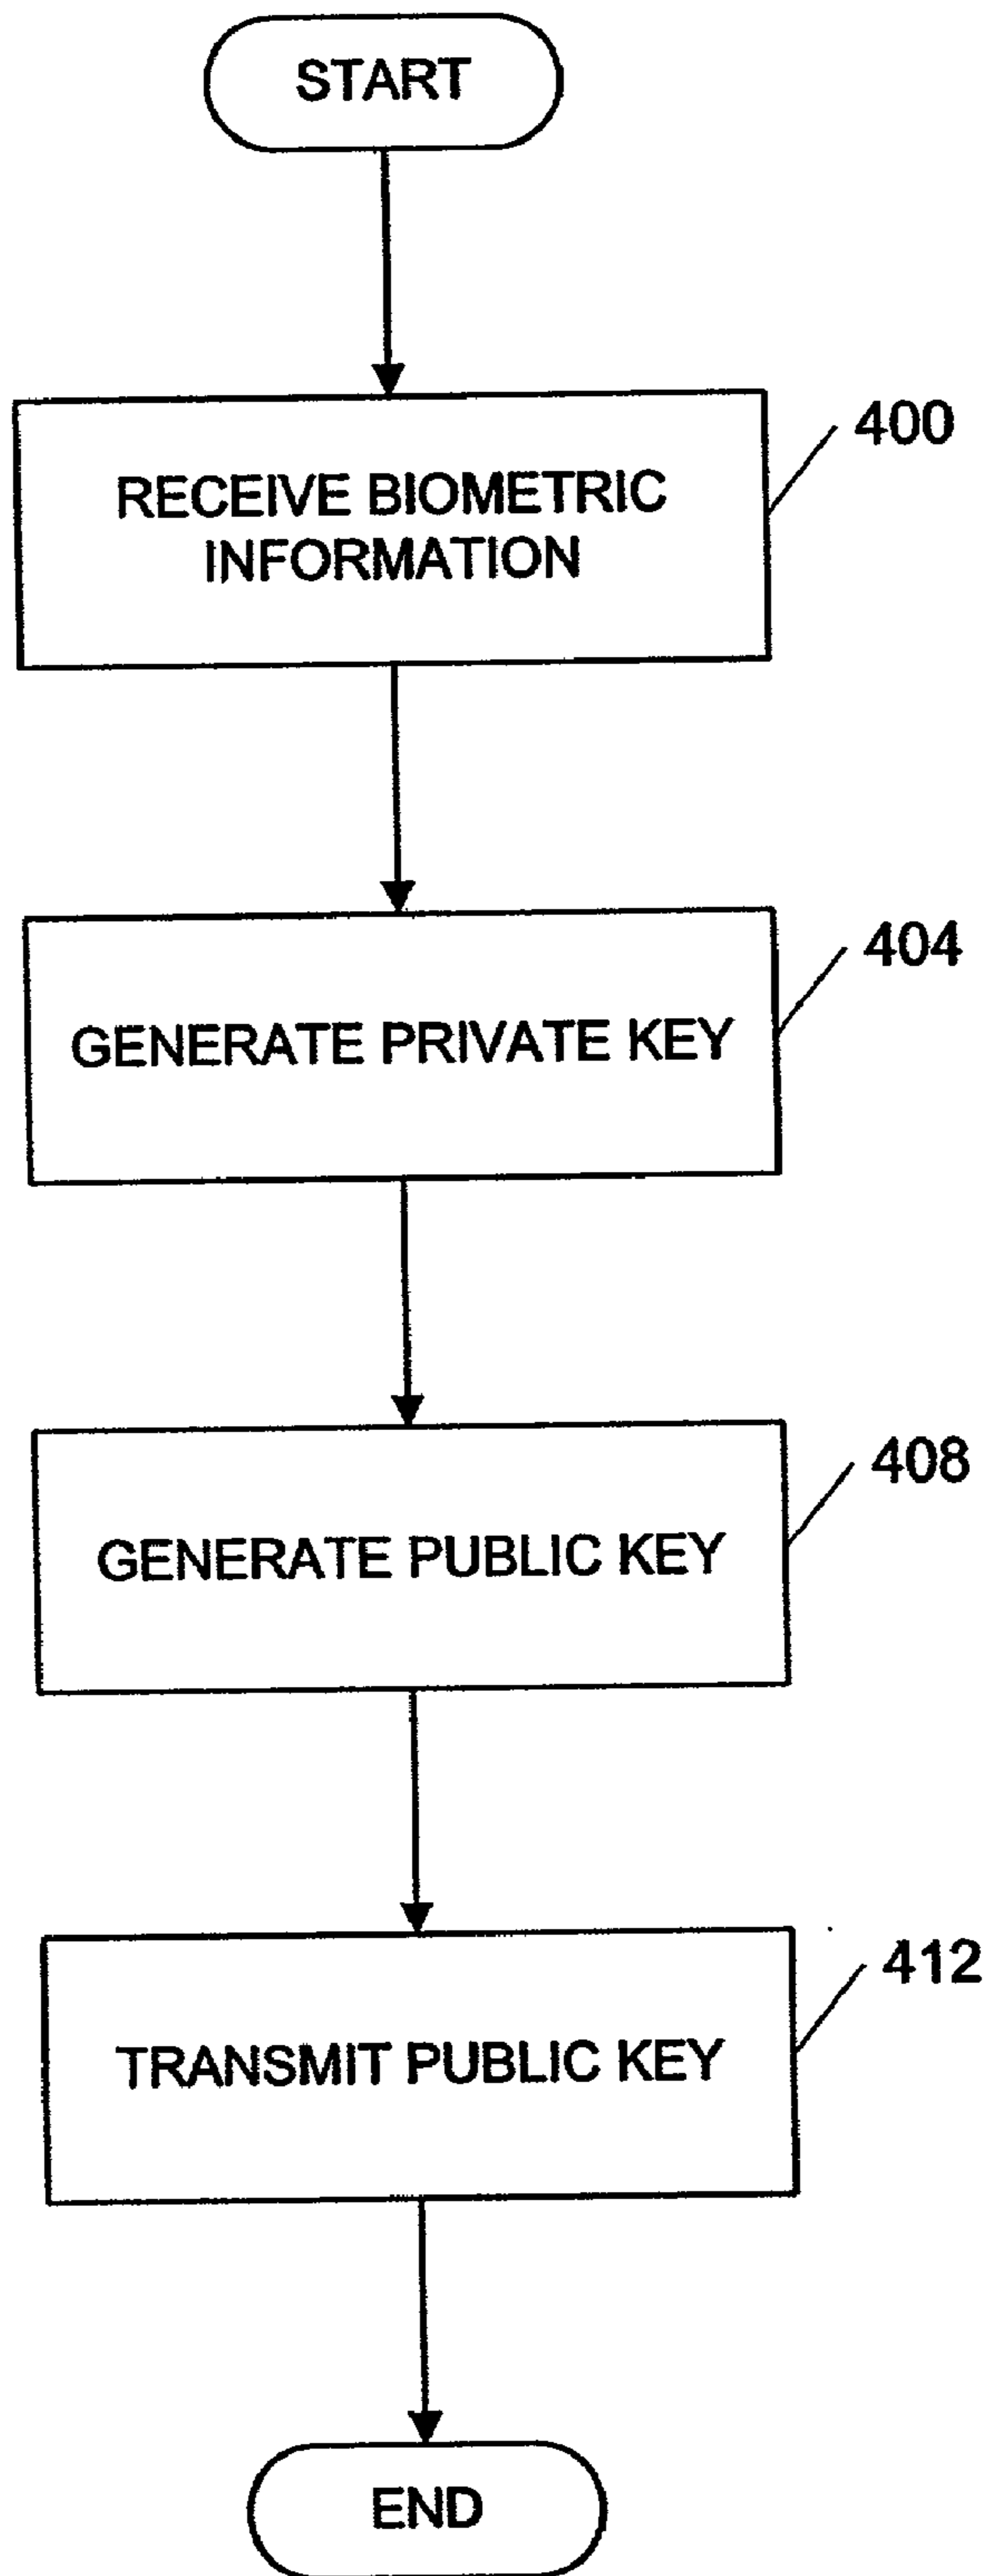 START
RECEIVE BIOMETRIC
INFORMATION
400
GENERATE PRIVATE KEY
404
GENERATE PUBLIC KEY
408
TRANSMIT PUBLIC KEY
412
END